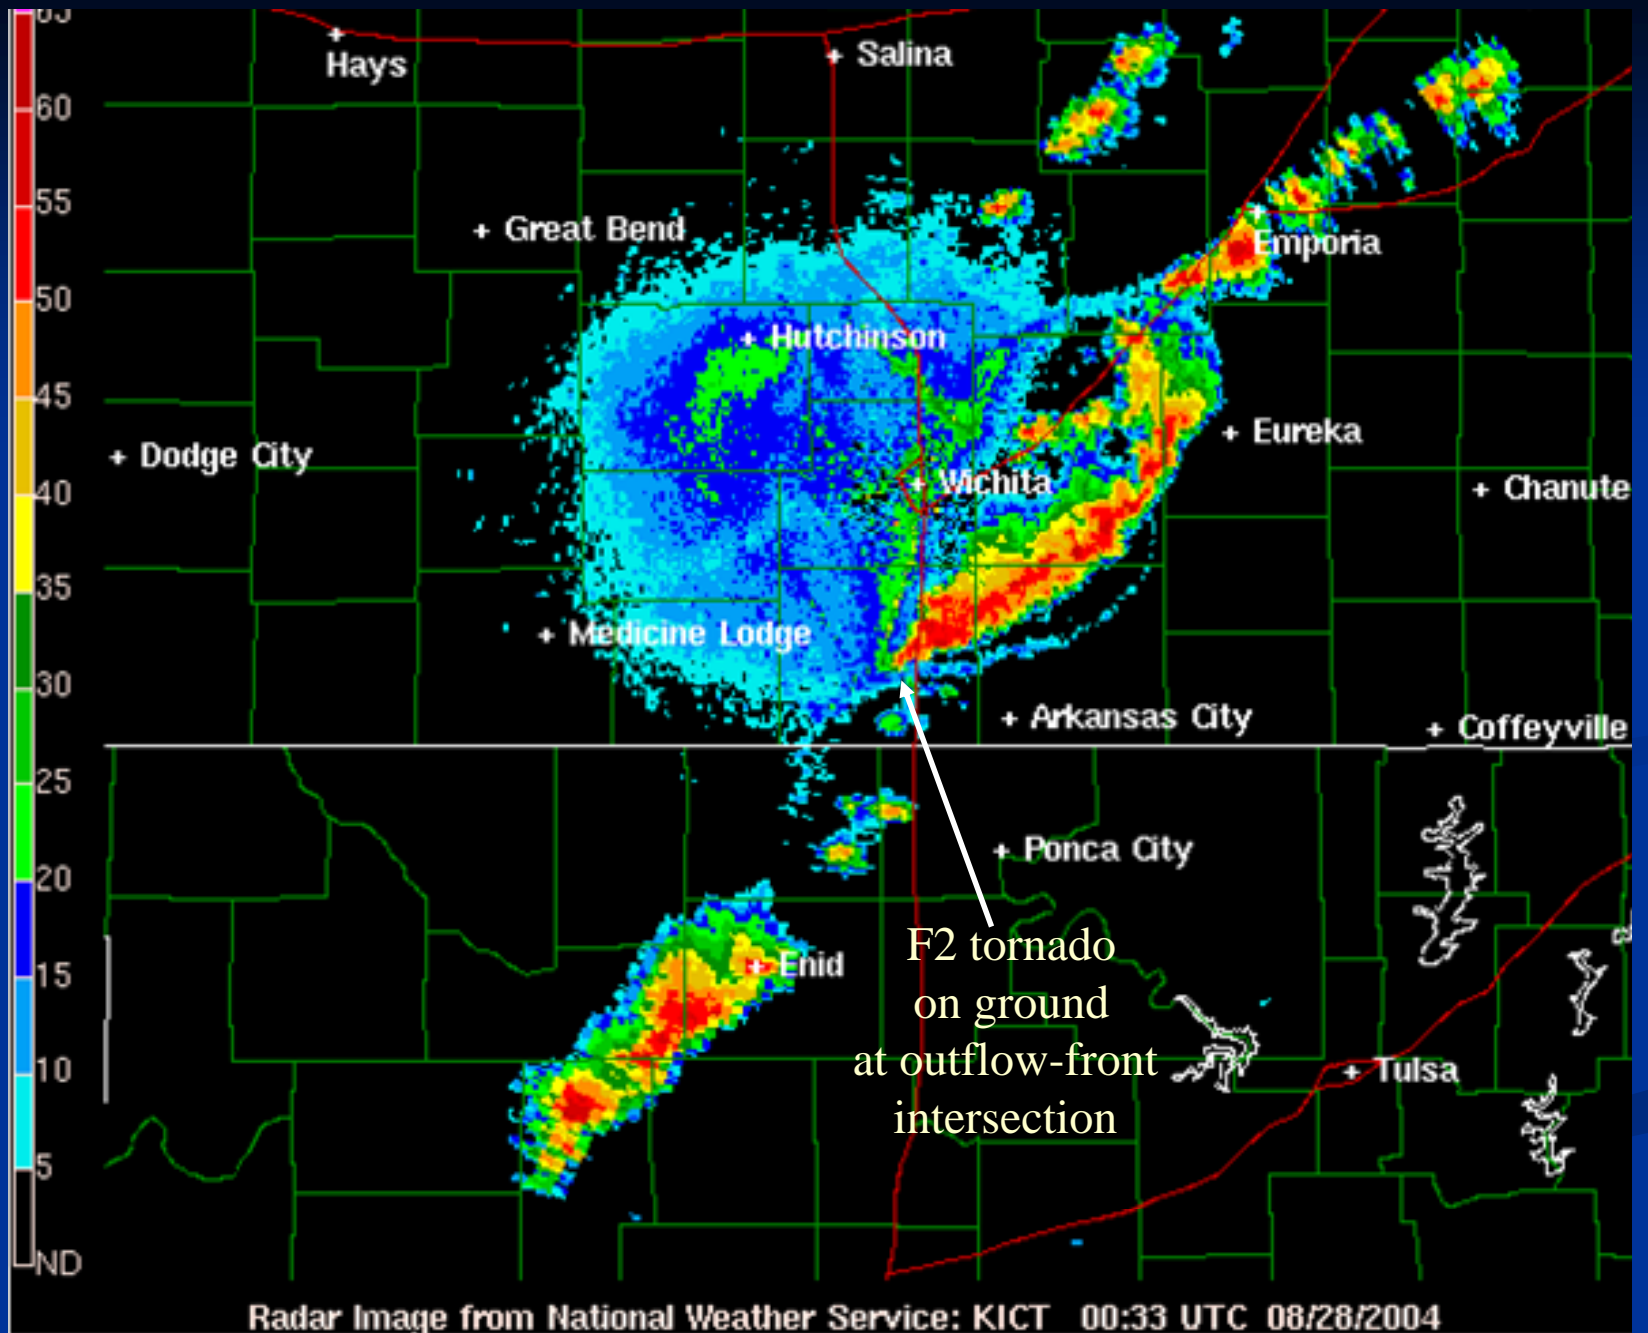 65
60
55
50
45
40
35
30
25
20
15
10
5
ND
Hays
Salina
Great Bend
Emporia
Hutchinson
Eureka
Dodge City
Wichita
Chanute
Medicine Lodge
Arkansas City
Coffeyville
Ponca City
Enid
F2 tornado
on ground
at outflow-front
intersection
Tulsa
Radar Image from National Weather Service: KICT 00:33 UTC 08/28/2004